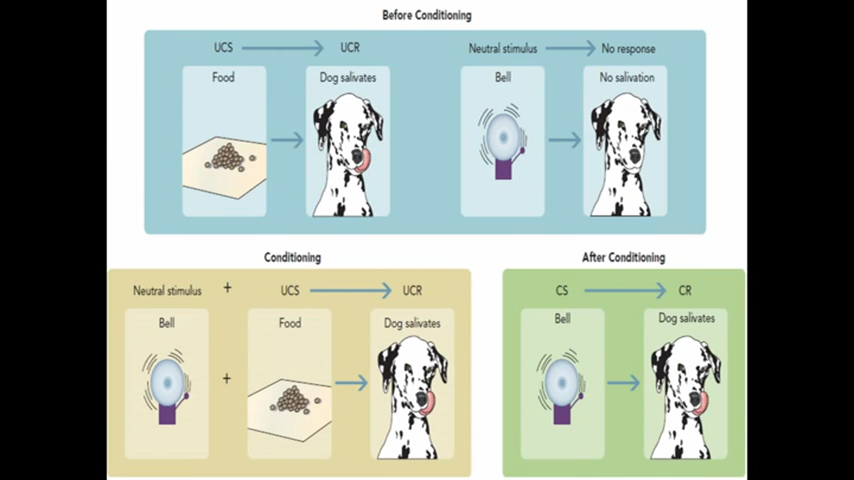 Before Conditioning
UCS UCR
Food Dog salivates
Neutral stimulus No response
Bell No salivation
Conditioning
Neutral stimulus + UCS UCR
Bell Food Dog salivates
+
After Conditioning
CS CR
Bell Dog salivates